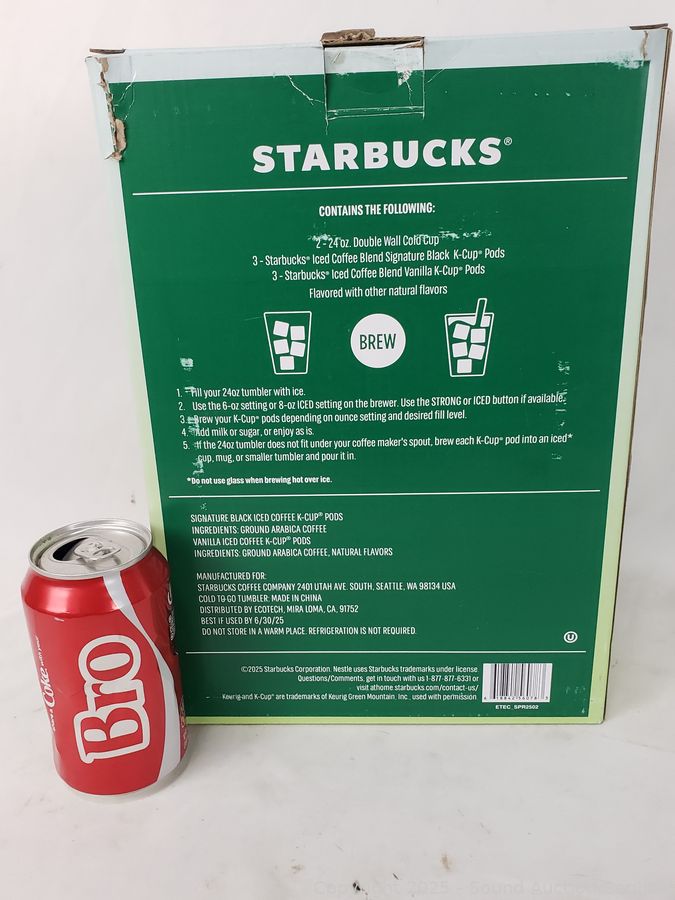 STARBUCKS®
CONTAINS THE FOLLOWING:
2 - 24 oz. Double Wall Cold Cup
3 - Starbucks® Iced Coffee Blend Signature Black K-Cup® Pods
3 - Starbucks® Iced Coffee Blend Vanilla K-Cup® Pods
Flavored with other natural flavors
BREW
1. Fill your 24oz tumbler with ice.
2. Use the 6-oz setting or 8-oz ICED setting on the brewer. Use the STRONG or ICED button if available.
3. Brew your K-Cup® pods depending on ounce setting and desired fill level.
4. Add milk or sugar, or enjoy as is.
5. If the 24oz tumbler does not fit under your coffee maker's spout, brew each K-Cup® pod into an iced*
cup, mug, or smaller tumbler and pour it in.
*Do not use glass when brewing hot over ice.
SIGNATURE BLACK ICED COFFEE K-CUP® PODS
INGREDIENTS: GROUND ARABICA COFFEE
VANILLA ICED COFFEE K-CUP® PODS
INGREDIENTS: GROUND ARABICA COFFEE, NATURAL FLAVORS
MANUFACTURED FOR:
STARBUCKS COFFEE COMPANY 2401 UTAH AVE. SOUTH, SEATTLE, WA 98134 USA
COLD TO GO TUMBLER: MADE IN CHINA
DISTRIBUTED BY ECOTECH, MIRA LOMA, CA, 91752
BEST IF USED BY 6/30/25
DO NOT STORE IN A WARM PLACE. REFRIGERATION IS NOT REQUIRED.
U
©2025 Starbucks Corporation. Nestle uses Starbucks trademarks under license.
Questions/Comments, get in touch with us 1-877-877-6331 or
visit athome.starbucks.com/contact-us/
Keurig and K-Cup® are trademarks of Keurig Green Mountain, Inc., used with permission.
ETEC_SPR2502
Coke with your
Bro
Copyright 2025 - Sound Auction